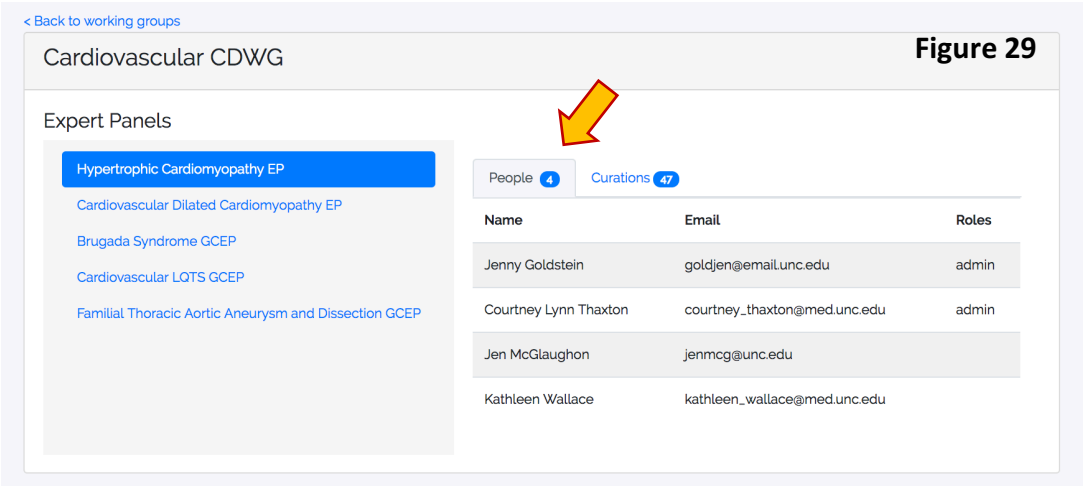 < Back to working groups
Cardiovascular CDWG
Figure 29
Expert Panels
Hypertrophic Cardiomyopathy EP
Cardiovascular Dilated Cardiomyopathy EP
Brugada Syndrome GCEP
Cardiovascular LQTS GCEP
Familial Thoracic Aortic Aneurysm and Dissection GCEP
People 4 Curations 47
Name Email Roles
Jenny Goldstein goldjen@email.unc.edu admin
Courtney Lynn Thaxton courtney_thaxton@med.unc.edu admin
Jen McGlaughon jenmcg@unc.edu
Kathleen Wallace kathleen_wallace@med.unc.edu